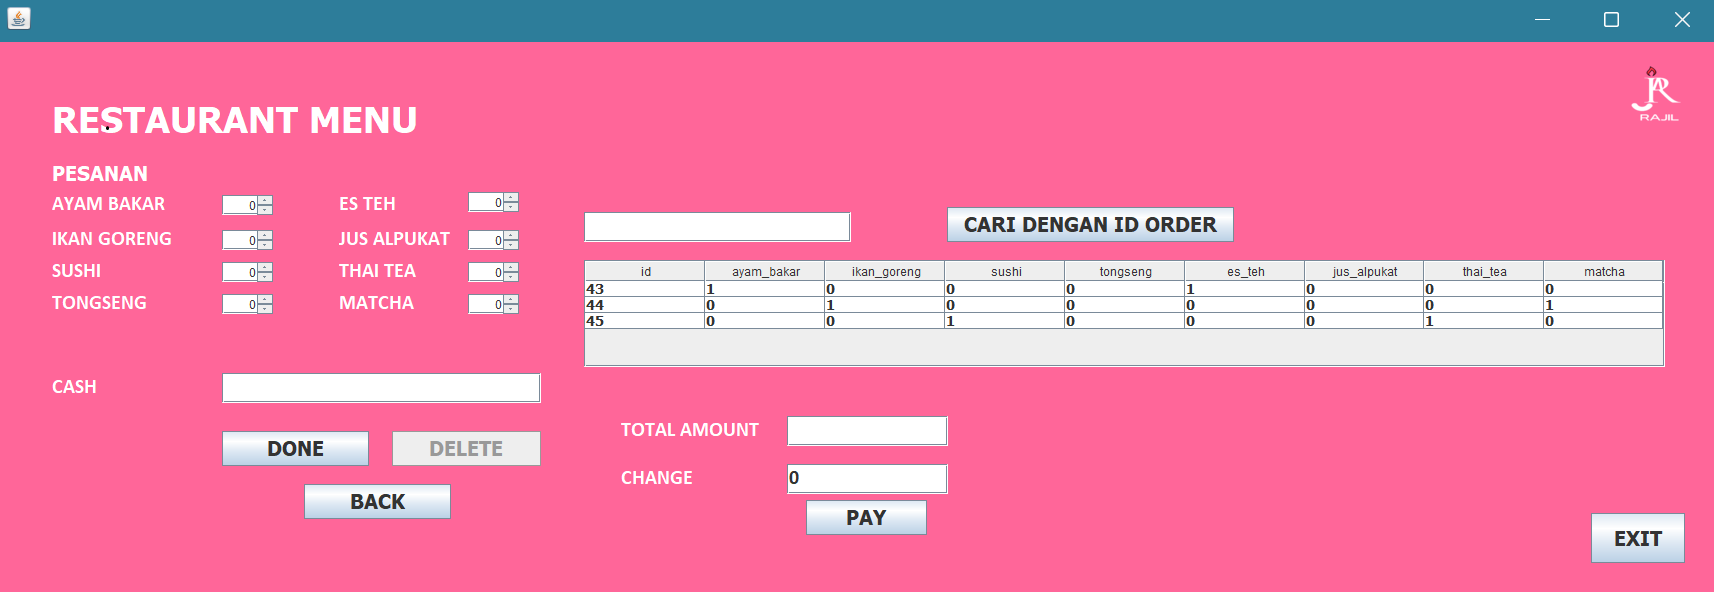 RAJIL
RESTAURANT MENU
PESANAN
AYAM BAKAR 0 ES TEH 0
IKAN GORENG 0 JUS ALPUKAT 0
SUSHI 0 THAI TEA 0
TONGSENG 0 MATCHA 0
CASH
DONE DELETE
BACK
CARI DENGAN ID ORDER
id ayam_bakar ikan_goreng sushi tongseng es_teh jus_alpukat thai_tea matcha
43 1 0 0 0 1 0 0 0
44 0 1 0 0 0 0 0 1
45 0 0 1 0 0 0 1 0
TOTAL AMOUNT
CHANGE 0
PAY
EXIT